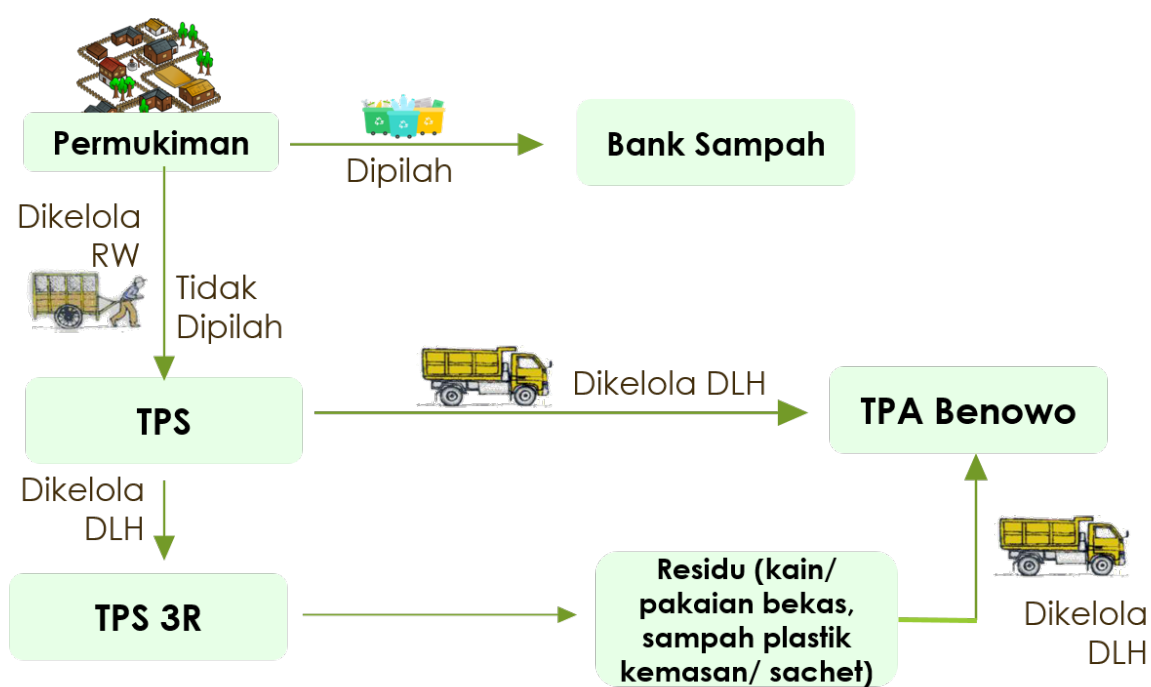 Permukiman
Dipilah
Bank Sampah
Dikelola
RW
Tidak
Dipilah
TPS
Dikelola DLH
TPA Benowo
Dikelola
DLH
TPS 3R
Residu (kain/
pakaian bekas,
sampah plastik
kemasan/ sachet)
Dikelola
DLH